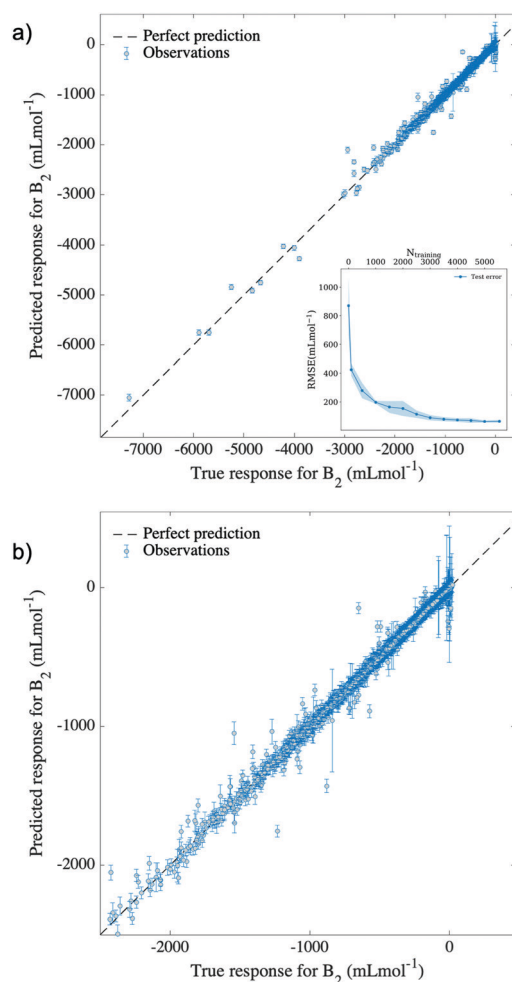 a)
Perfect prediction
Observations
0
-1000
-2000
-3000
-4000
-5000
-6000
-7000
Predicted response for B2 (mLmol-1)
-7000 -6000 -5000 -4000 -3000 -2000 -1000 0
True response for B2 (mLmol-1)
Ntraining
0 1000 2000 3000 4000 5000
Test error
1000
800
600
400
200
RMSE(mLmol-1)
b)
Perfect prediction
Observations
0
-1000
-2000
Predicted response for B2 (mLmol-1)
-2000 -1000 0
True response for B2 (mLmol-1)